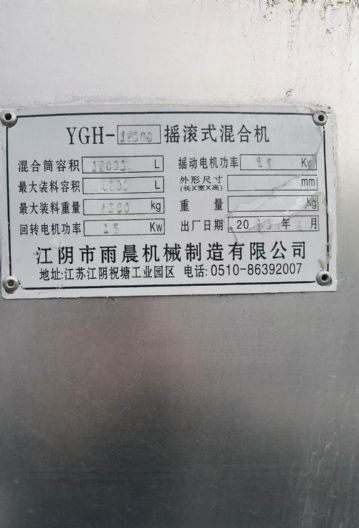 YGH- 摇滚式混合机
混合筒容积 L 摇动电机功率 Kw
最大装料容积 L 外形尺寸(长X宽X高) mm
最大装料重量 kg 重量 kg
回转电机功率 Kw 出厂日期 20 年 月
江阴市雨晨机械制造有限公司
地址:江苏江阴祝塘工业园区 电话:0510-86392007